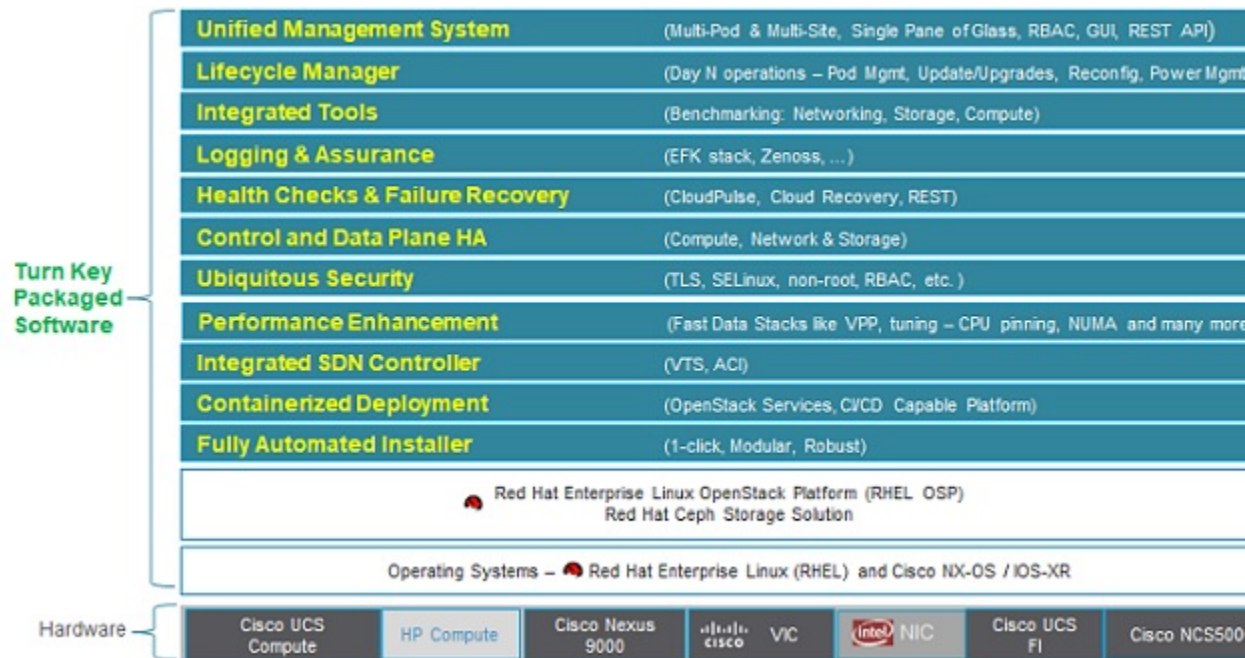 Unified Management System (Multi-Pod & Multi-Site, Single Pane of Glass, RBAC, GUI, REST API)
Lifecycle Manager (Day N operations – Pod Mgmt, Update/Upgrades, Reconfig, Power Mgmt
Integrated Tools (Benchmarking: Networking, Storage, Compute)
Logging & Assurance (EFK stack, Zenoss, ...)
Health Checks & Failure Recovery (CloudPulse, Cloud Recovery, REST)
Control and Data Plane HA (Compute, Network & Storage)
Turn Key
Packaged
Software
Ubiquitous Security (TLS, SELinux, non-root, RBAC, etc. )
Performance Enhancement (Fast Data Stacks like VPP, tuning – CPU pinning, NUMA and many more
Integrated SDN Controller (VTS, ACI)
Containerized Deployment (OpenStack Services, CI/CD Capable Platform)
Fully Automated Installer (1-click, Modular, Robust)
Red Hat Enterprise Linux OpenStack Platform (RHEL OSP)
Red Hat Ceph Storage Solution
Operating Systems – Red Hat Enterprise Linux (RHEL) and Cisco NX-OS / IOS-XR
Hardware
Cisco UCS
Compute
HP Compute
Cisco Nexus
9000
CISCO VIC
intel NIC
Cisco UCS
FI
Cisco NCS500